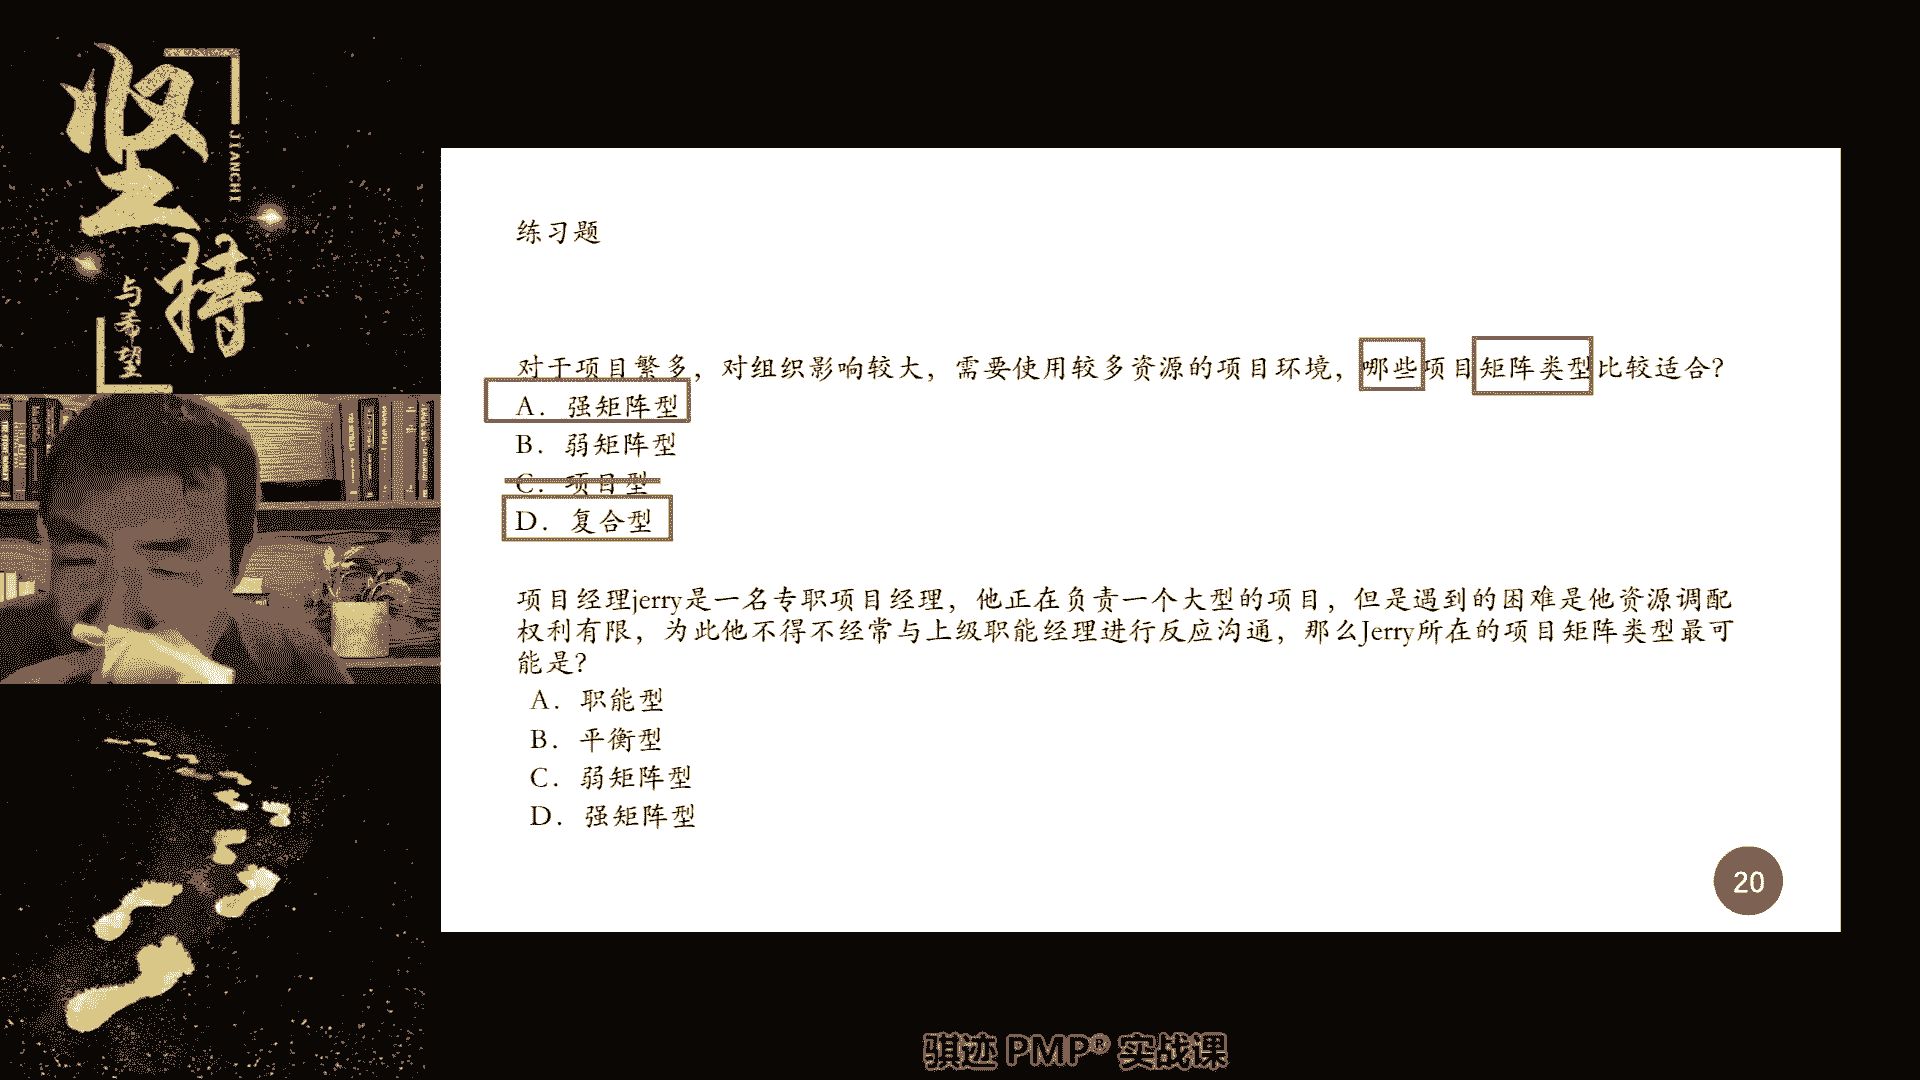 坚持
JIANCHI
与希望
练习题
对于项目繁多，对组织影响较大，需要使用较多资源的项目环境，哪些项目矩阵类型比较适合？
A． 强矩阵型
B． 弱矩阵型
C． 项目型
D． 复合型
项目经理jerry是一名专职项目经理，他正在负责一个大型的项目，但是遇到的困难是他资源调配
权利有限，为此他不得不经常与上级职能经理进行反应沟通，那么Jerry所在的项目矩阵类型最可
能是？
A． 职能型
B． 平衡型
C． 弱矩阵型
D． 强矩阵型
20
骐迹 PMP® 实战课